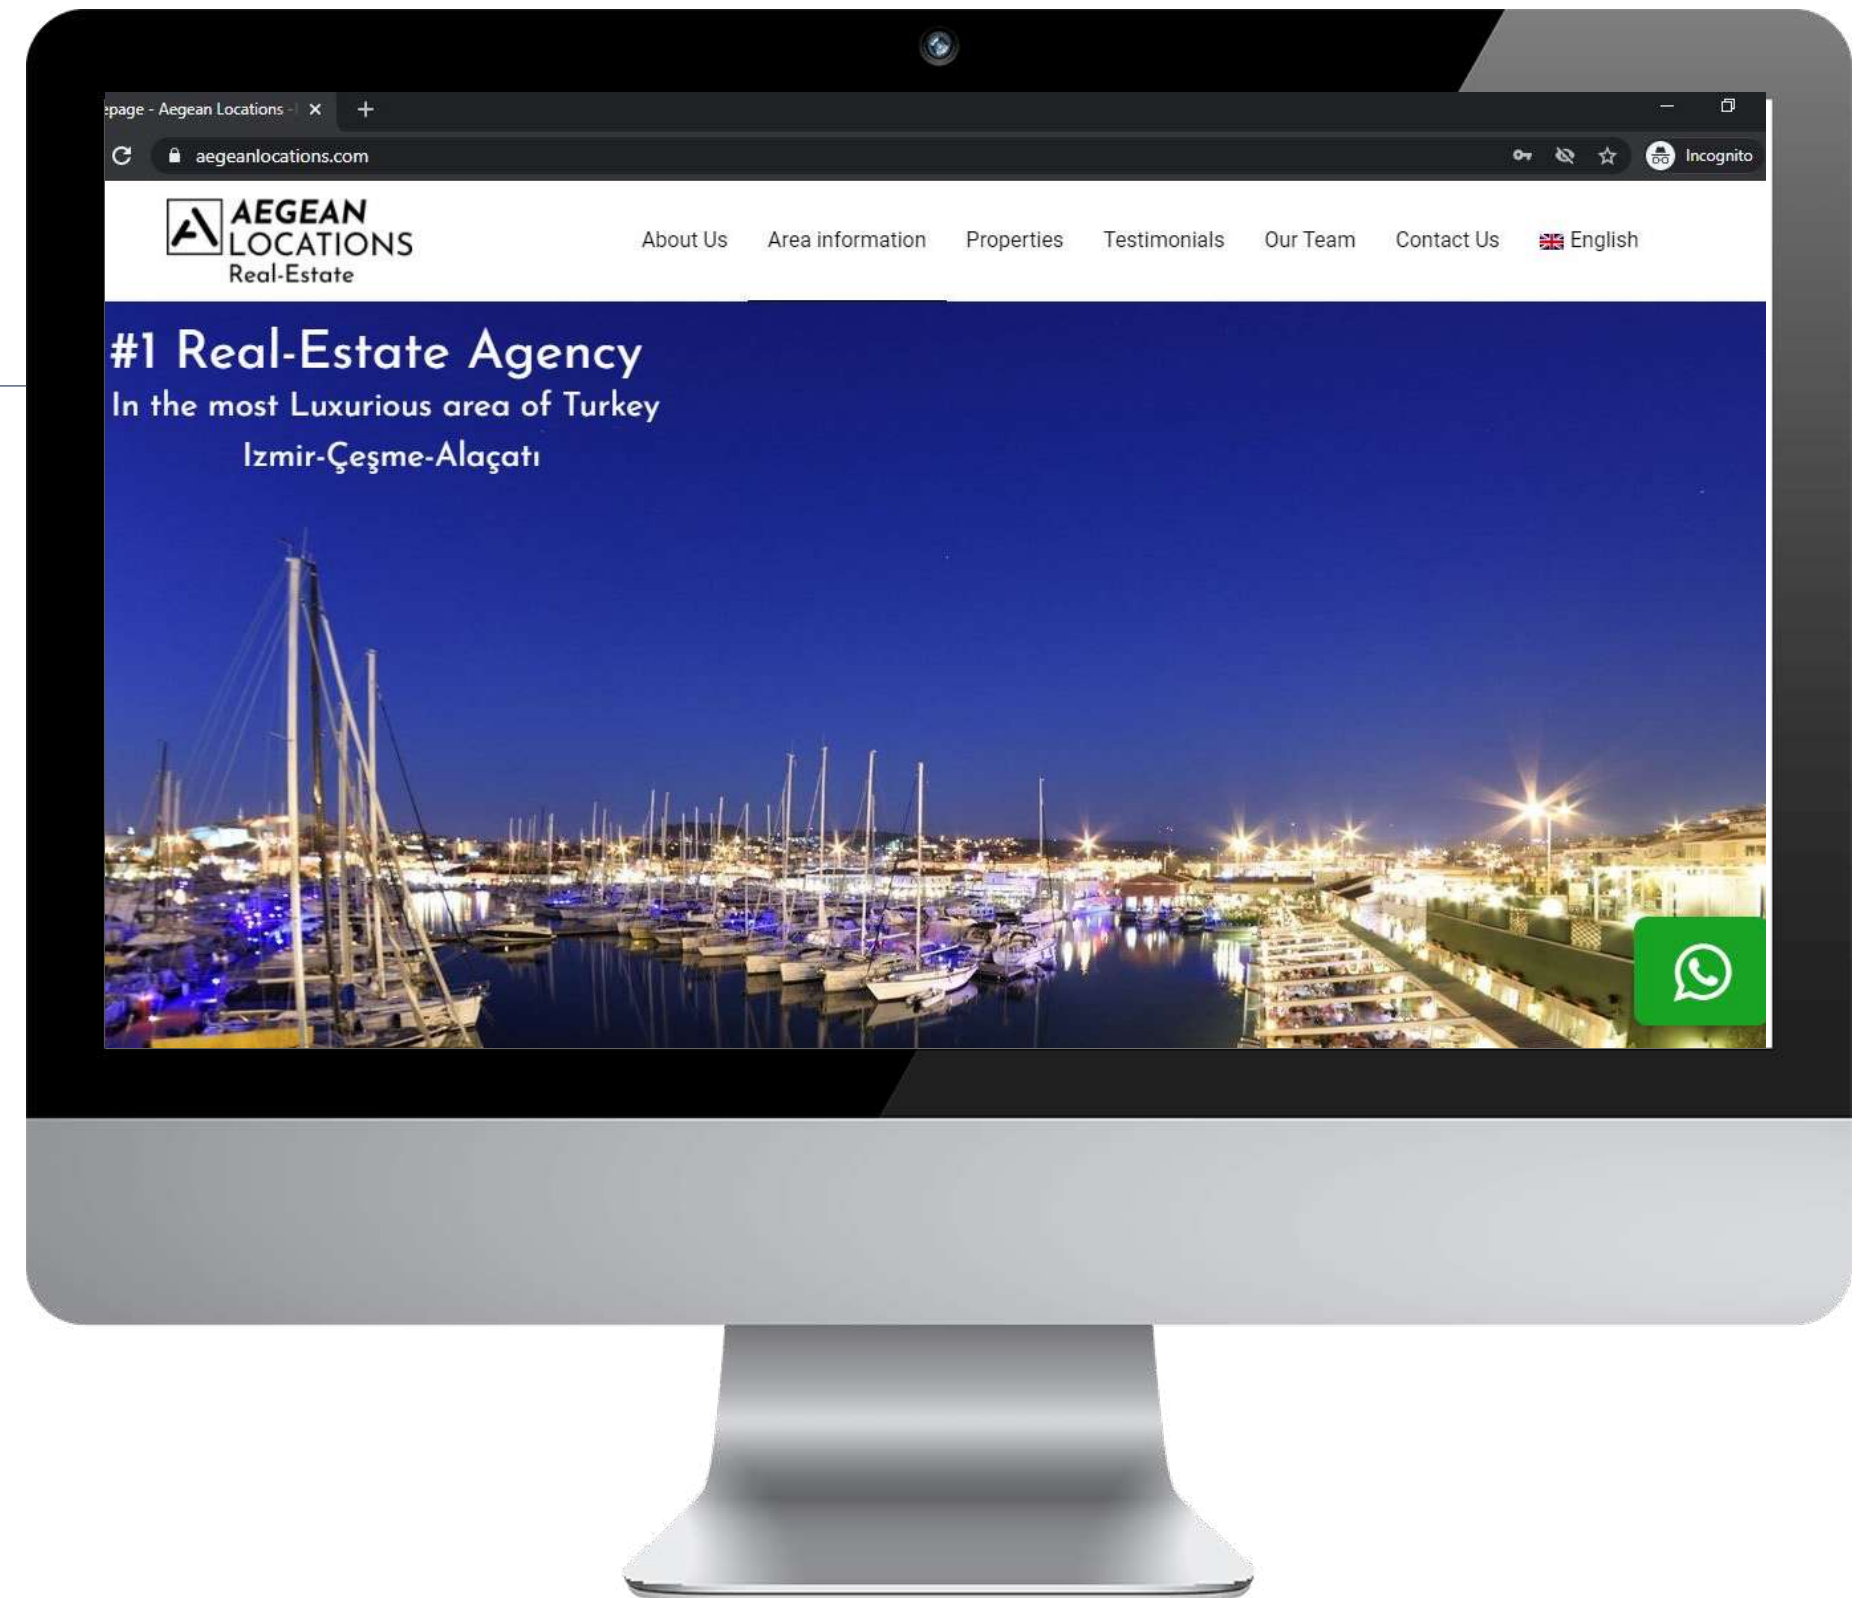 epage - Aegean Locations -
aegeanlocations.com
Incognito
AEGEAN
LOCATIONS
Real-Estate
About Us
Area information
Properties
Testimonials
Our Team
Contact Us
English
#1 Real-Estate Agency
In the most Luxurious area of Turkey
Izmir-Çeşme-Alaçatı